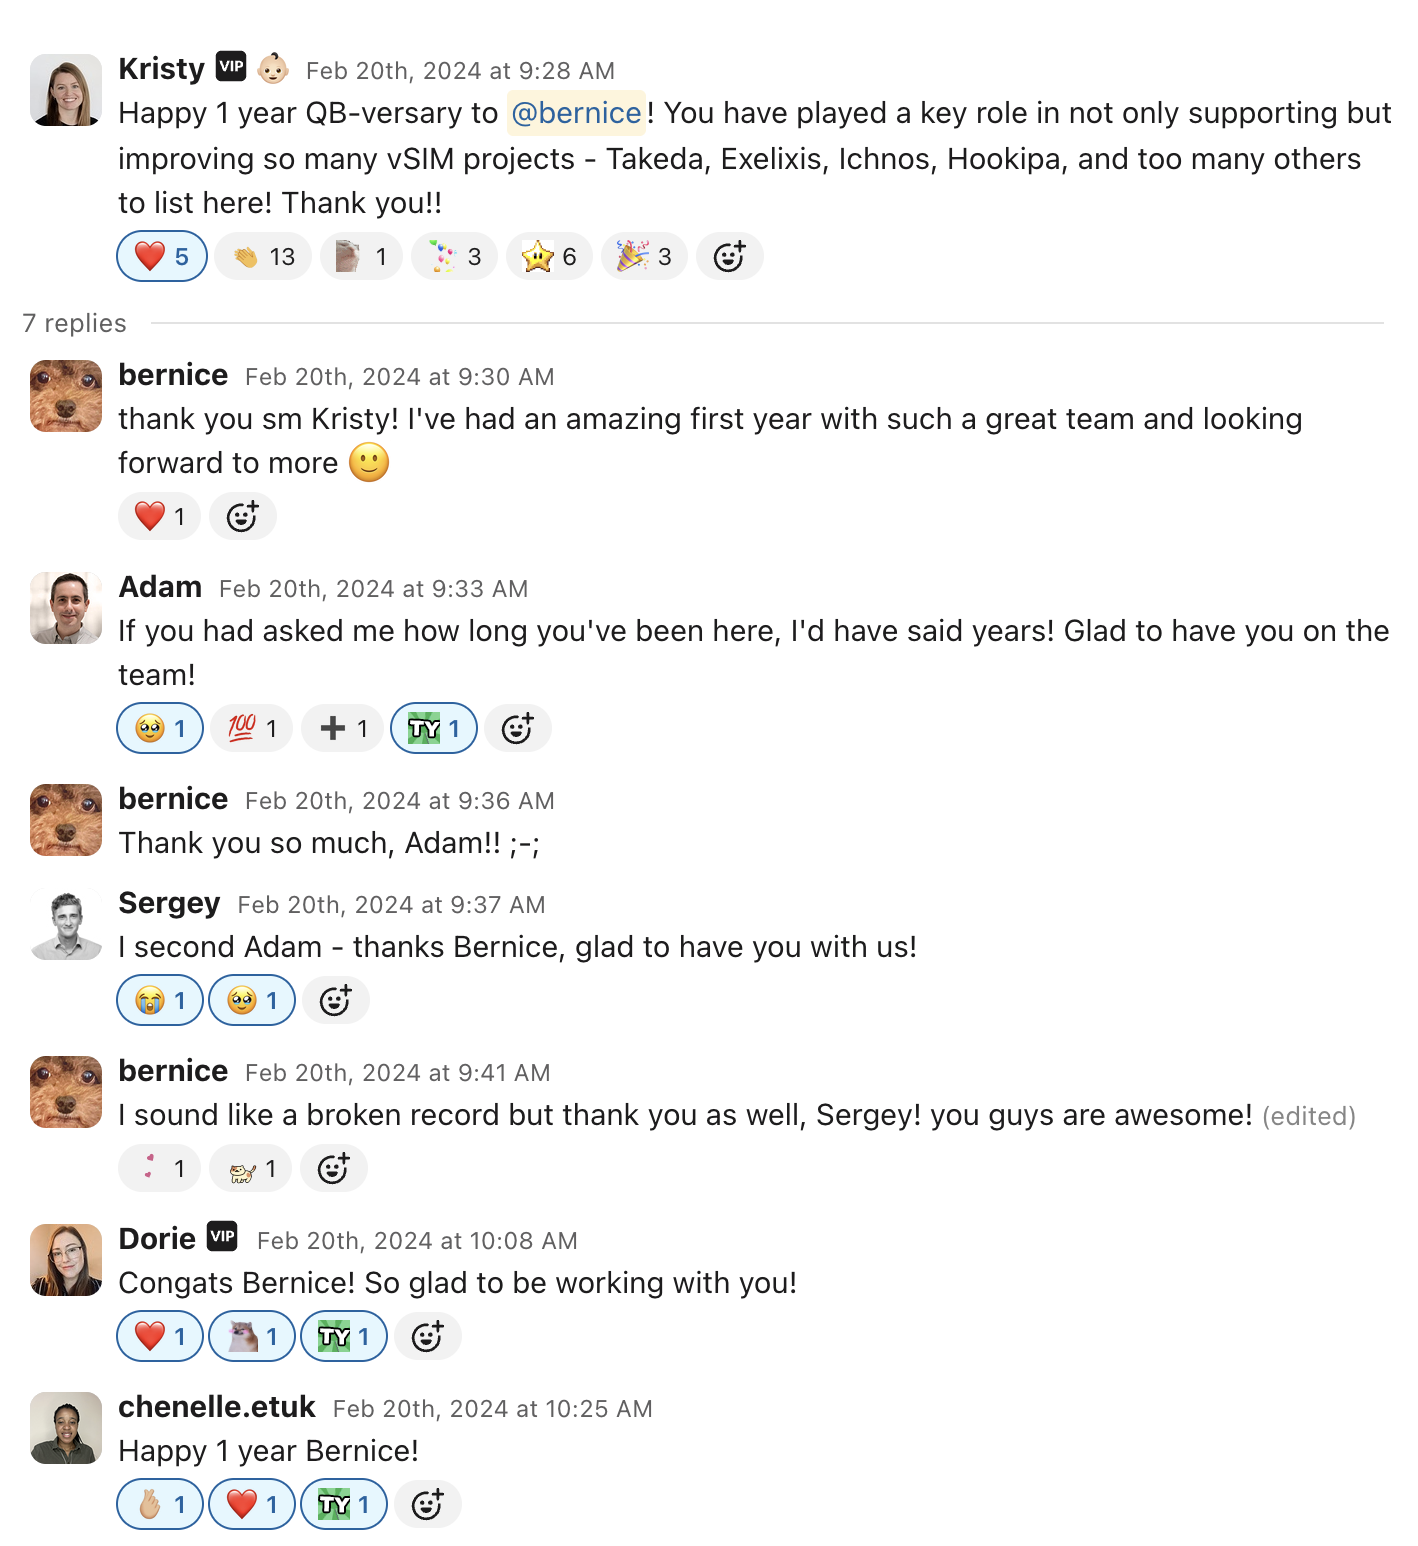 Kristy VIP Feb 20th, 2024 at 9:28 AM
Happy 1 year QB-versary to @bernice! You have played a key role in not only supporting but
improving so many vSIM projects - Takeda, Exelixis, Ichnos, Hookipa, and too many others
to list here! Thank you!!
5 13 1 3 6 3
7 replies
bernice Feb 20th, 2024 at 9:30 AM
thank you sm Kristy! I've had an amazing first year with such a great team and looking
forward to more
1
Adam Feb 20th, 2024 at 9:33 AM
If you had asked me how long you've been here, I'd have said years! Glad to have you on the
team!
1 100 1 1 TY 1
bernice Feb 20th, 2024 at 9:36 AM
Thank you so much, Adam!! ;-;
Sergey Feb 20th, 2024 at 9:37 AM
I second Adam - thanks Bernice, glad to have you with us!
1 1
bernice Feb 20th, 2024 at 9:41 AM
I sound like a broken record but thank you as well, Sergey! you guys are awesome! (edited)
1 1
Dorie VIP Feb 20th, 2024 at 10:08 AM
Congats Bernice! So glad to be working with you!
1 1 TY 1
chenelle.etuk Feb 20th, 2024 at 10:25 AM
Happy 1 year Bernice!
1 1 TY 1